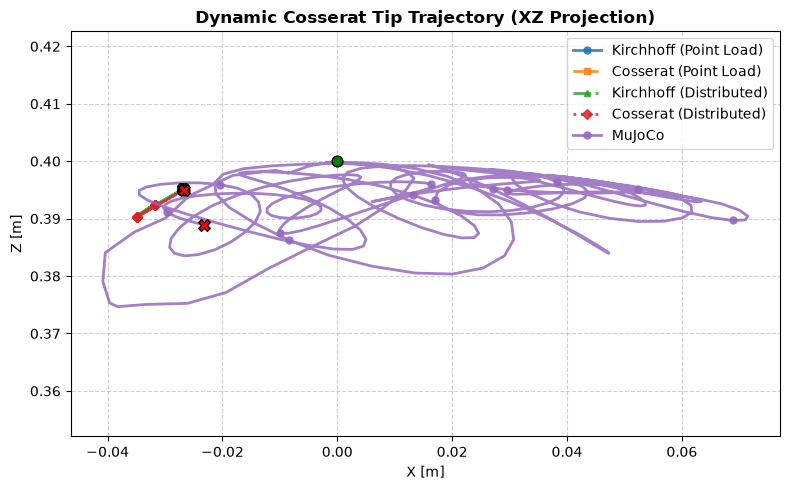 Dynamic Cosserat Tip Trajectory (XZ Projection)
Kirchhoff (Point Load)
Cosserat (Point Load)
Kirchhoff (Distributed)
Cosserat (Distributed)
MuJoCo
Z [m]
0.42
0.41
0.40
0.39
0.38
0.37
0.36
−0.04 −0.02 0.00 0.02 0.04 0.06
X [m]